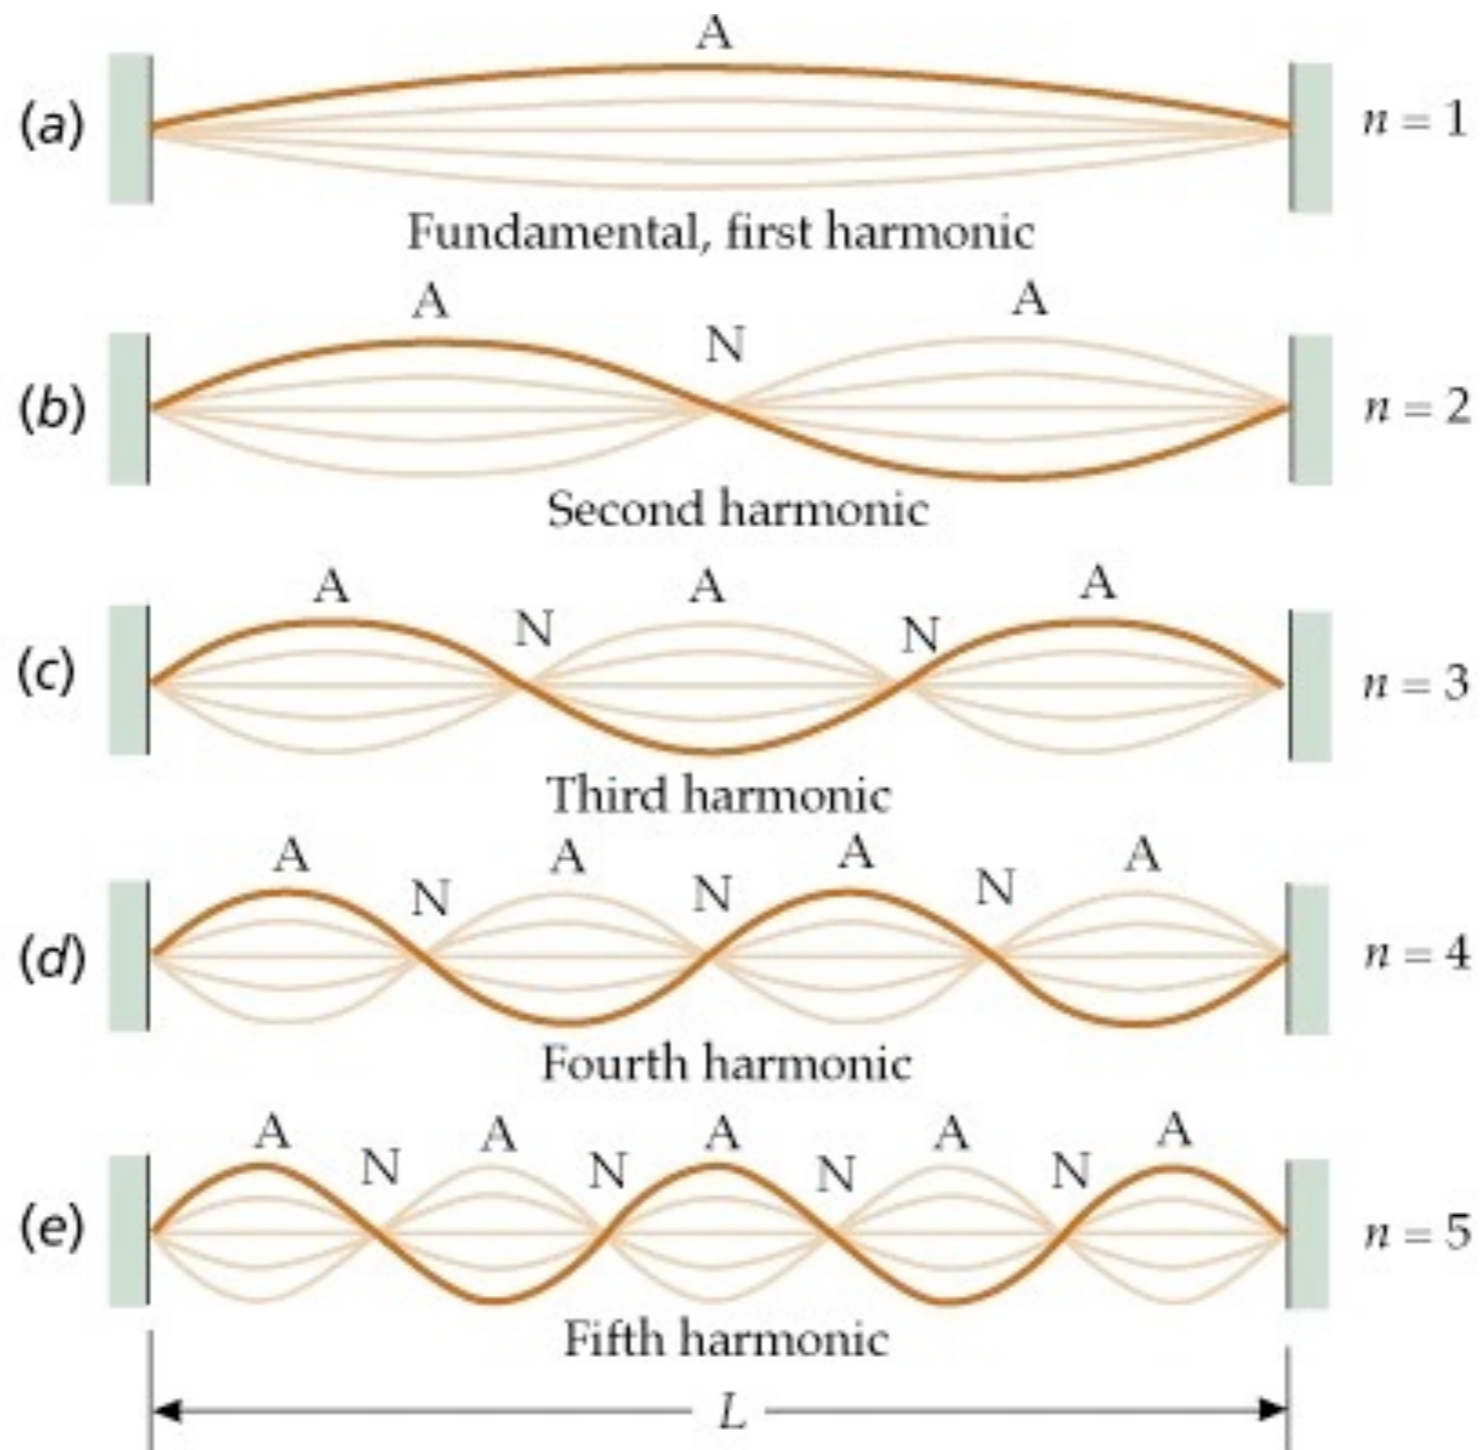 A
(a) n = 1
Fundamental, first harmonic
A N A
(b) n = 2
Second harmonic
A N A N A
(c) n = 3
Third harmonic
A N A N A N A
(d) n = 4
Fourth harmonic
A N A N A N A N A
(e) n = 5
Fifth harmonic
L